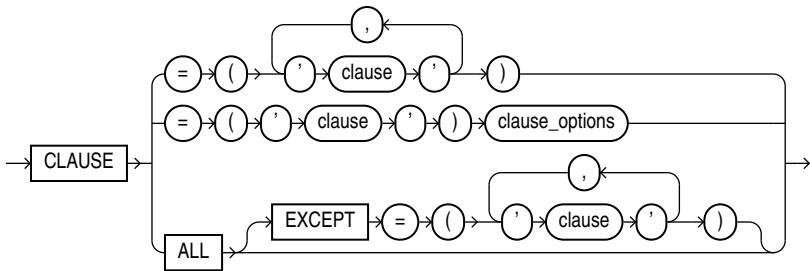 ,
= ( ' clause ' )
= ( ' clause ' ) clause_options
CLAUSE
,
EXCEPT = ( ' clause ' )
ALL